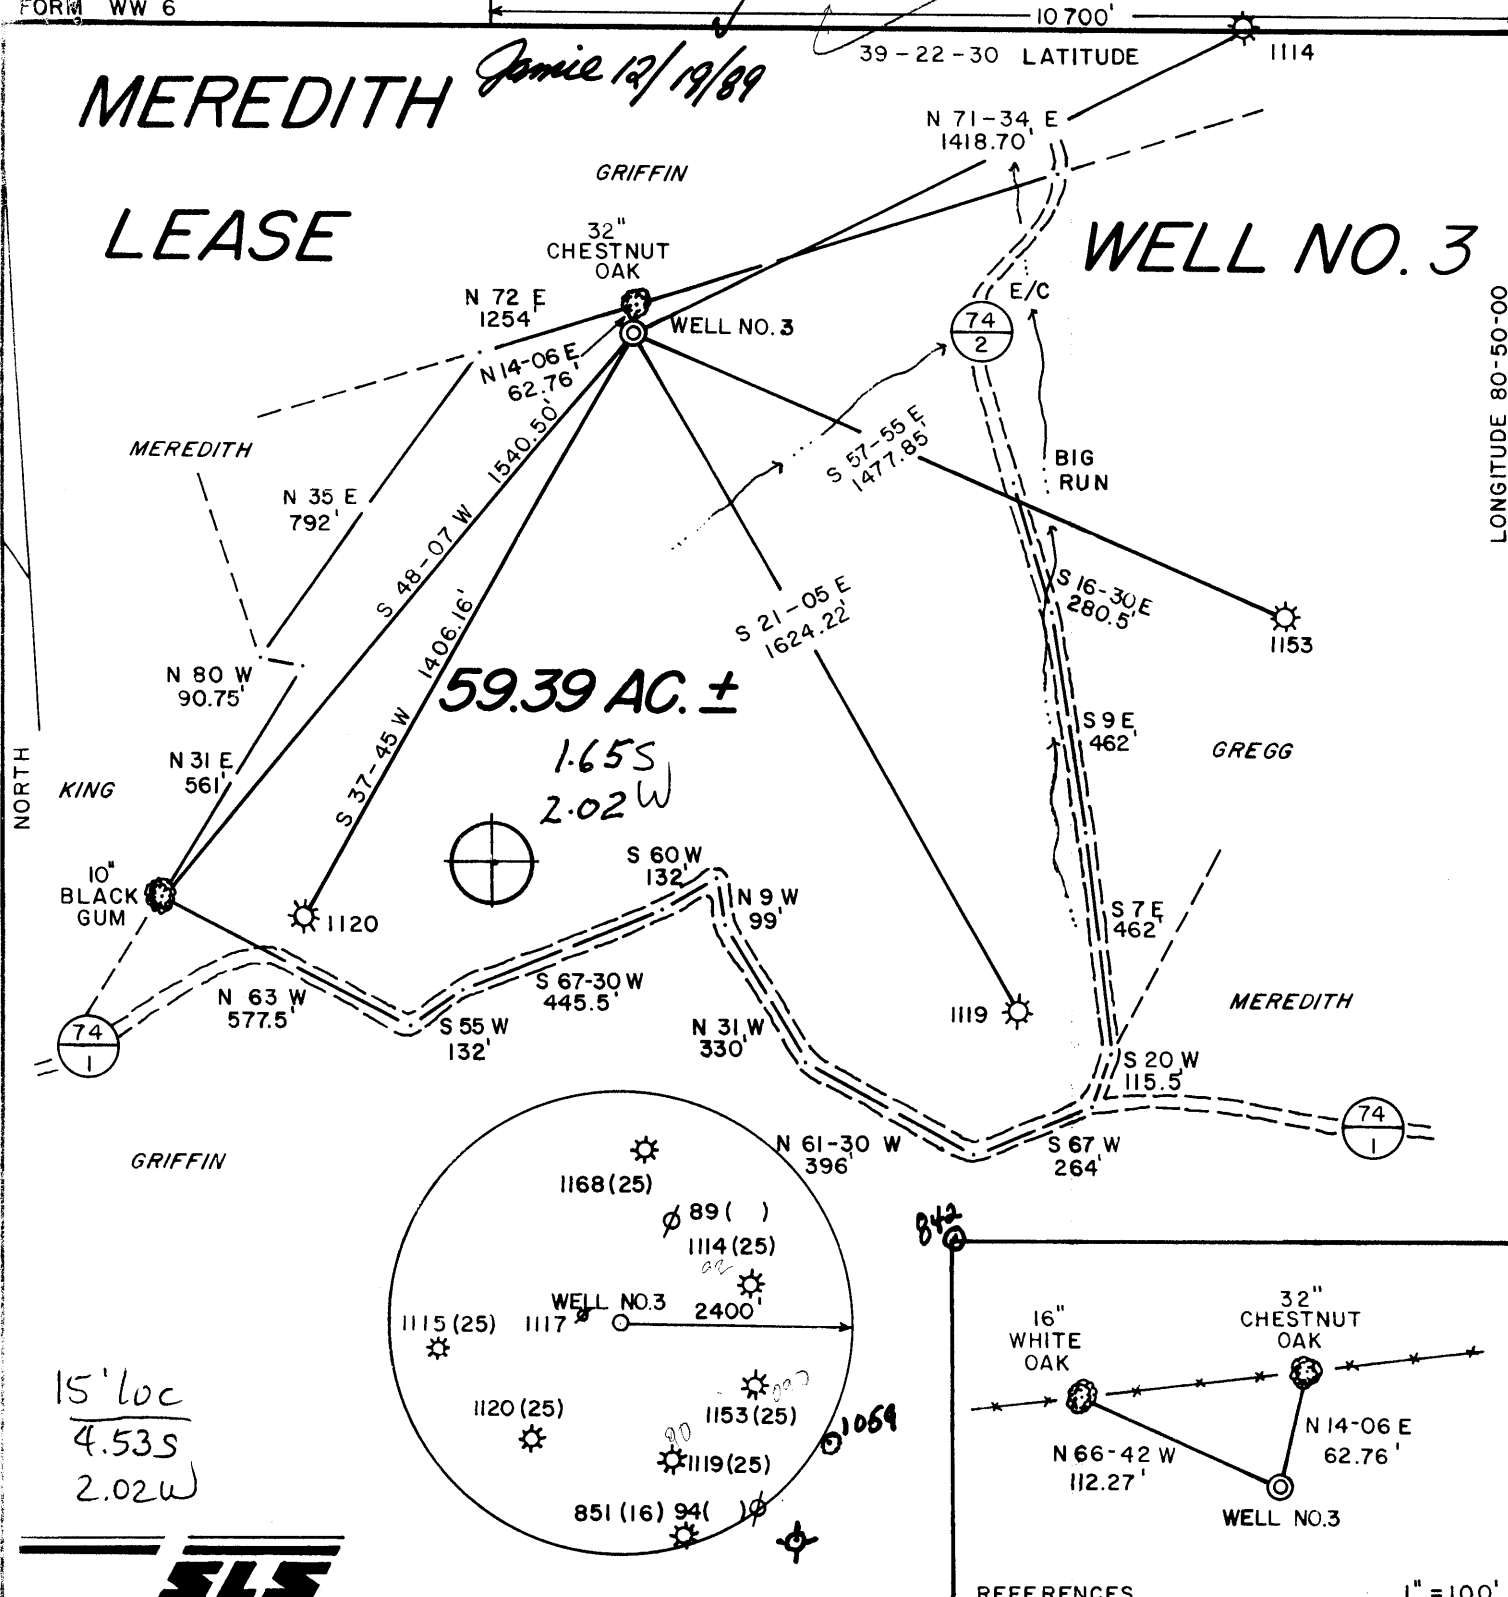 FORM WW 6
10700'
39-22-30 LATITUDE
1114
Jamie 12/19/89
MEREDITH
LEASE
GRIFFIN
N 71-34 E
1418.70'
WELL NO. 3
32"
CHESTNUT
OAK
N 72 E
1254'
WELL NO. 3
E/C
74
2
LONGITUDE 80-50-00
N 14-06 E
62.76'
MEREDITH
N 35 E
792'
1540.50'
S 48-07 W
S 57-55 E
1477.85'
BIG
RUN
S 16-30 E
280.5'
S 21-05 E
1624.22'
1153
1406.16'
S 37-45 W
N 80 W
90.75'
59.39 AC. ±
1.65S
2.02W
S 9 E
462'
GREGG
NORTH
KING
N 31 E
561'
10"
BLACK
GUM
1120
S 60 W
132'
N 9 W
99'
S 7 E
462'
N 63 W
577.5'
S 67-30 W
445.5'
S 55 W
132'
74
1
N 31 W
330'
1119
MEREDITH
S 20 W
115.5'
74
1
N 61-30 W
396'
S 67 W
264'
GRIFFIN
1168(25)
89( )
1114(25)
WELL NO.3
2400'
1115(25)
1117
1120(25)
1153(25)
90
1119(25)
1059
851(16) 94( )
842
15' loc
4.53S
2.02W
SLS
16"
WHITE
OAK
32"
CHESTNUT
OAK
N 66-42 W
112.27'
N 14-06 E
62.76'
WELL NO.3
REFERENCES
1" = 100'